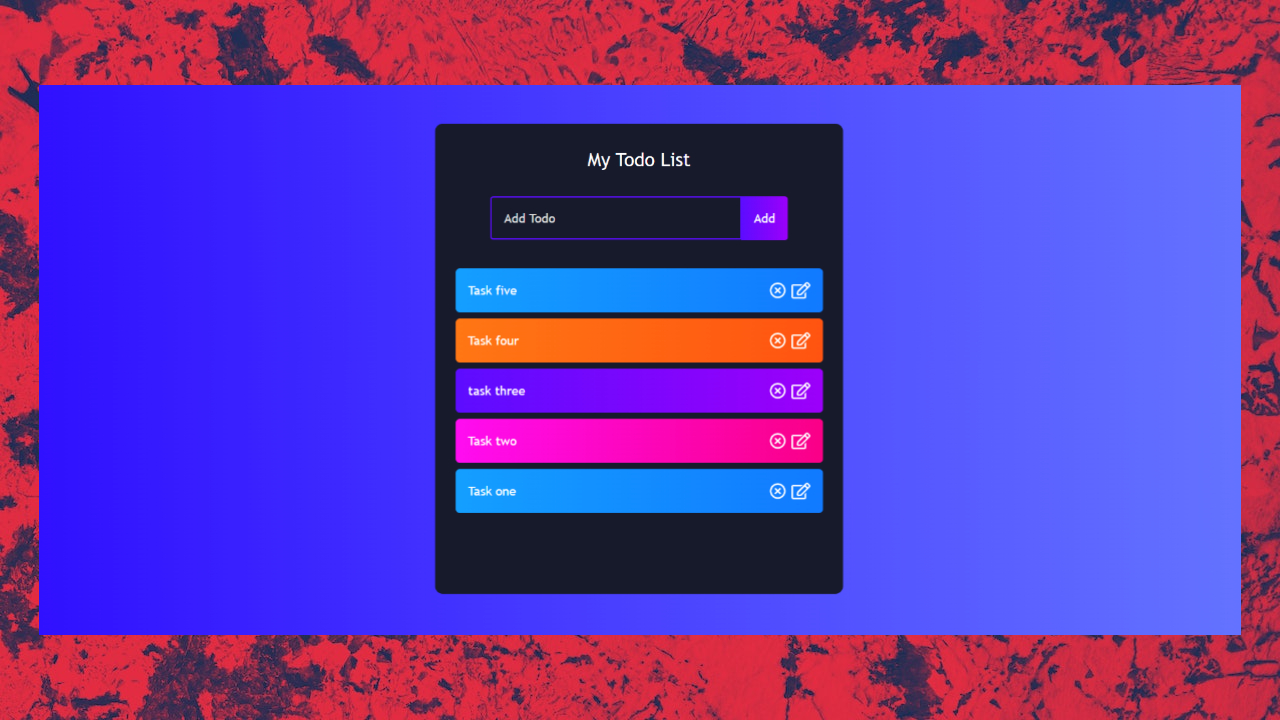 My Todo List
Add Todo
Add
Task five
Task four
task three
Task two
Task one